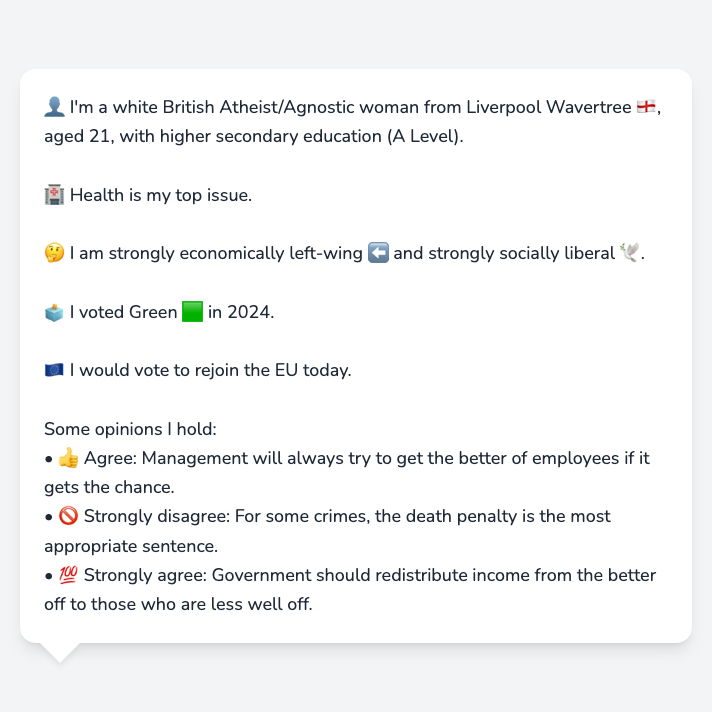 👤 I'm a white British Atheist/Agnostic woman from Liverpool Wavertree 🏴󠁧󠁢󠁥󠁮󠁧󠁿,
aged 21, with higher secondary education (A Level).
🏥 Health is my top issue.
🤔 I am strongly economically left-wing ⬅️ and strongly socially liberal 🕊️.
🗳️ I voted Green 🟩 in 2024.
🇪🇺 I would vote to rejoin the EU today.
Some opinions I hold:
• 👍 Agree: Management will always try to get the better of employees if it
gets the chance.
• 🚫 Strongly disagree: For some crimes, the death penalty is the most
appropriate sentence.
• 💯 Strongly agree: Government should redistribute income from the better
off to those who are less well off.